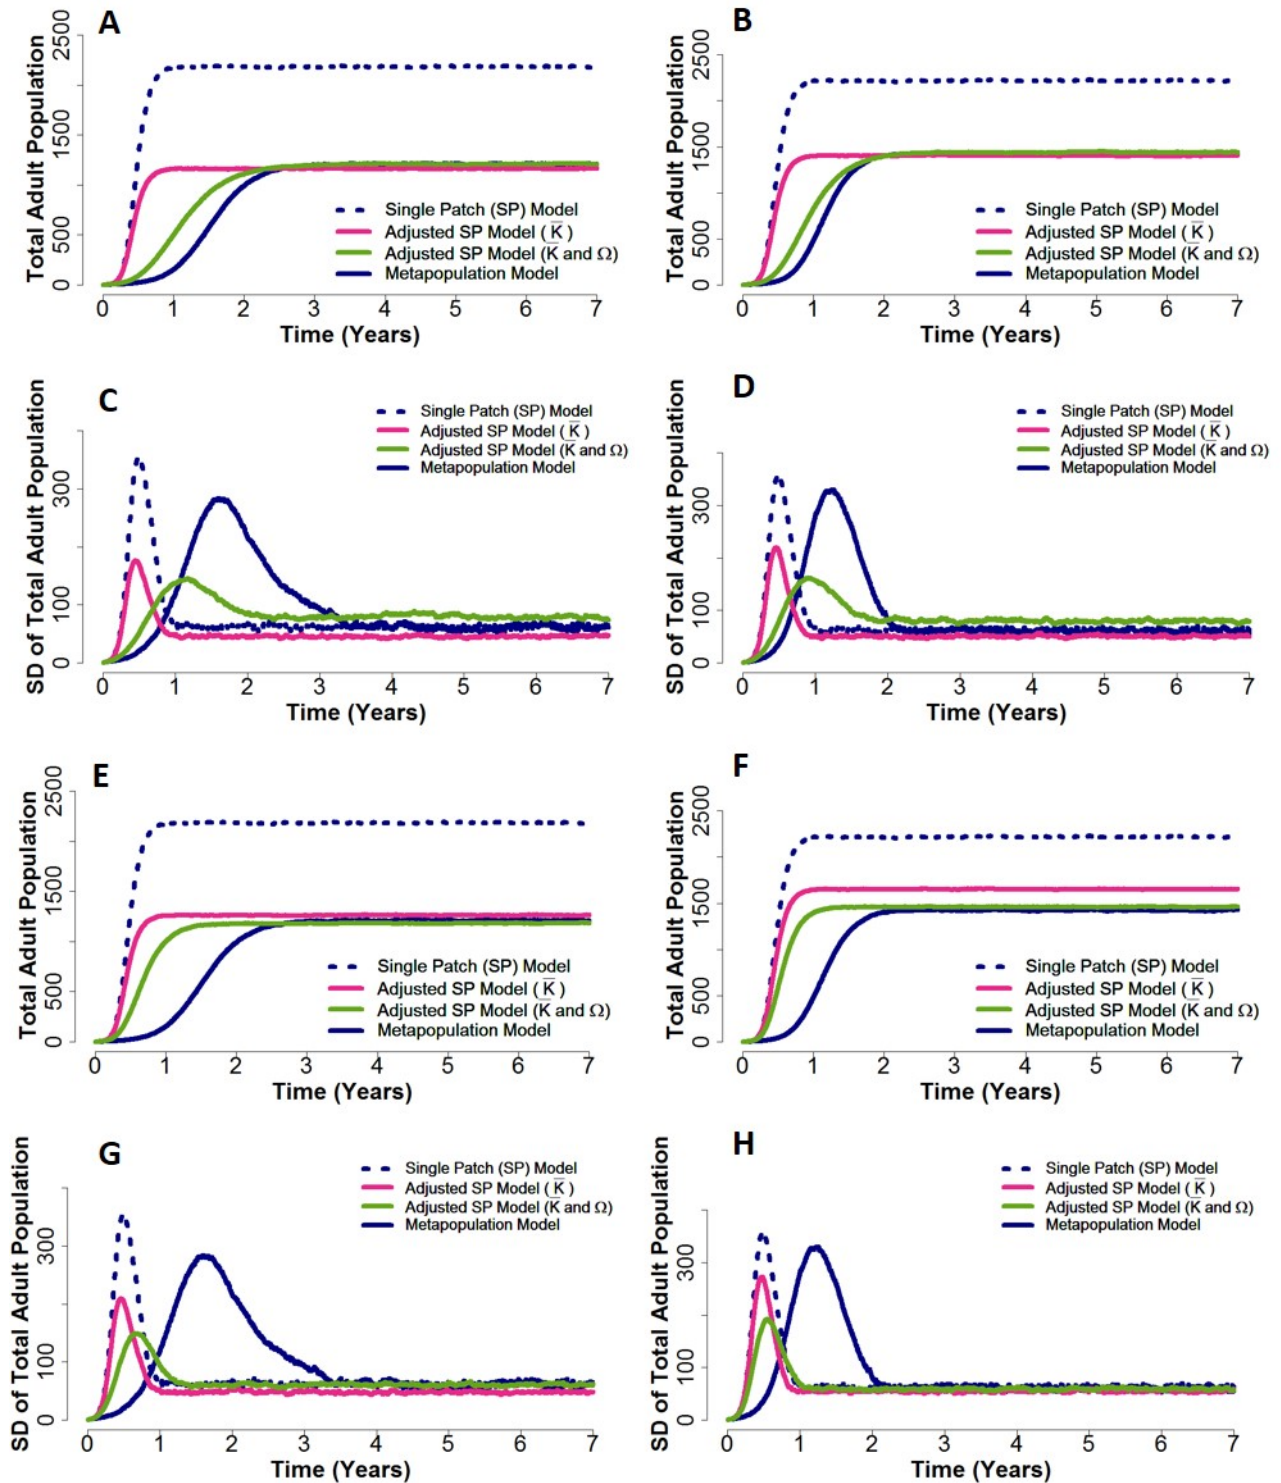 A
Total Adult Population
0 500 1500 2500
Single Patch (SP) Model
Adjusted SP Model (K̅)
Adjusted SP Model (K̅ and Ω)
Metapopulation Model
0 1 2 3 4 5 6 7
Time (Years)
B
Total Adult Population
0 500 1500 2500
Single Patch (SP) Model
Adjusted SP Model (K̅)
Adjusted SP Model (K̅ and Ω)
Metapopulation Model
0 1 2 3 4 5 6 7
Time (Years)
C
SD of Total Adult Population
0 100 300
Single Patch (SP) Model
Adjusted SP Model (K̅)
Adjusted SP Model (K̅ and Ω)
Metapopulation Model
0 1 2 3 4 5 6 7
Time (Years)
D
SD of Total Adult Population
0 100 300
Single Patch (SP) Model
Adjusted SP Model (K̅)
Adjusted SP Model (K̅ and Ω)
Metapopulation Model
0 1 2 3 4 5 6 7
Time (Years)
E
Total Adult Population
0 500 1500 2500
Single Patch (SP) Model
Adjusted SP Model (K̅)
Adjusted SP Model (K̅ and Ω)
Metapopulation Model
0 1 2 3 4 5 6 7
Time (Years)
F
Total Adult Population
0 500 1500 2500
Single Patch (SP) Model
Adjusted SP Model (K̅)
Adjusted SP Model (K̅ and Ω)
Metapopulation Model
0 1 2 3 4 5 6 7
Time (Years)
G
SD of Total Adult Population
0 100 300
Single Patch (SP) Model
Adjusted SP Model (K̅)
Adjusted SP Model (K̅ and Ω)
Metapopulation Model
0 1 2 3 4 5 6 7
Time (Years)
H
SD of Total Adult Population
0 100 300
Single Patch (SP) Model
Adjusted SP Model (K̅)
Adjusted SP Model (K̅ and Ω)
Metapopulation Model
0 1 2 3 4 5 6 7
Time (Years)